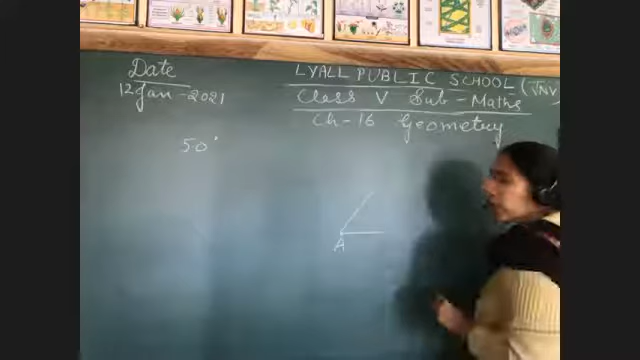 Date
12 Jan - 2021
LYALL PUBLIC SCHOOL (JNV)
Class V Sub - Maths
Ch - 16 Geometry
50°
A